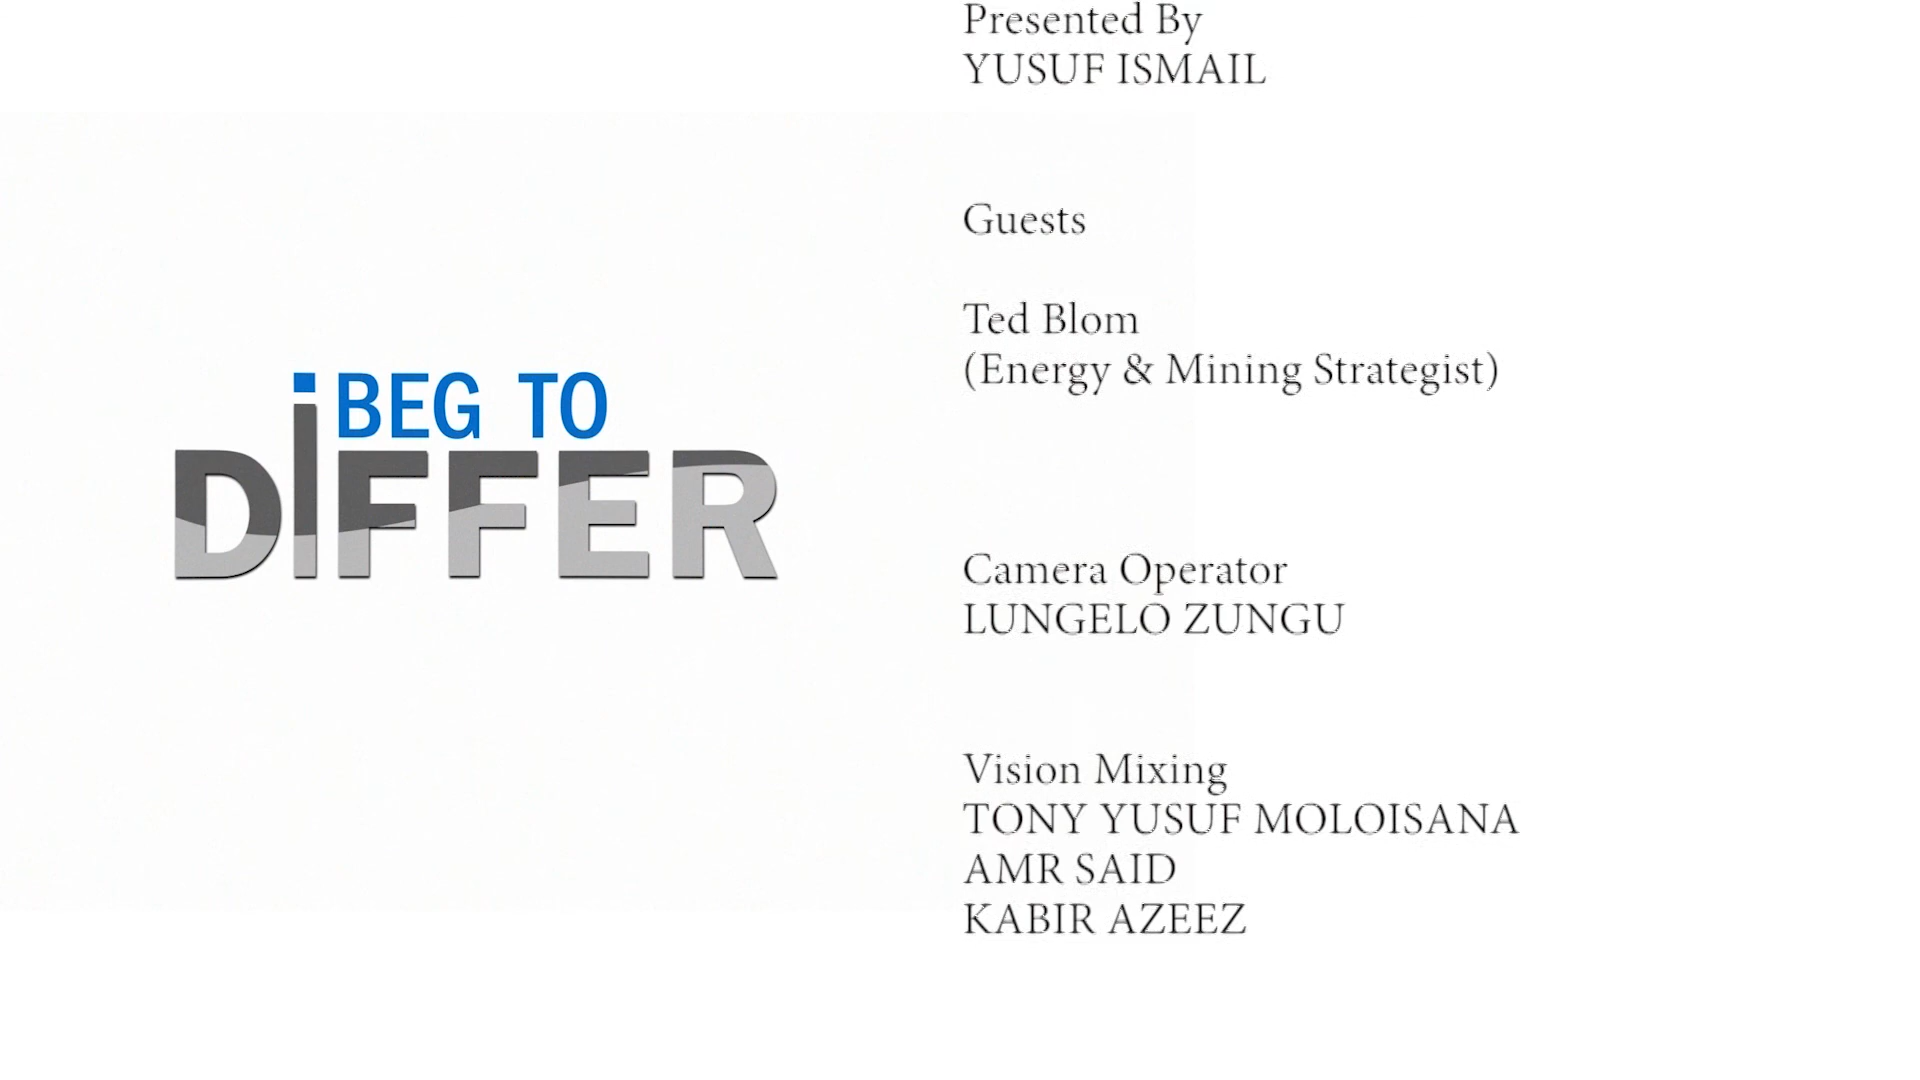 i BEG TO
DIFFER
Presented By
YUSUF ISMAIL
Guests
Ted Blom
(Energy & Mining Strategist)
Camera Operator
LUNGELO ZUNGU
Vision Mixing
TONY YUSUF MOLOISANA
AMR SAID
KABIR AZEEZ